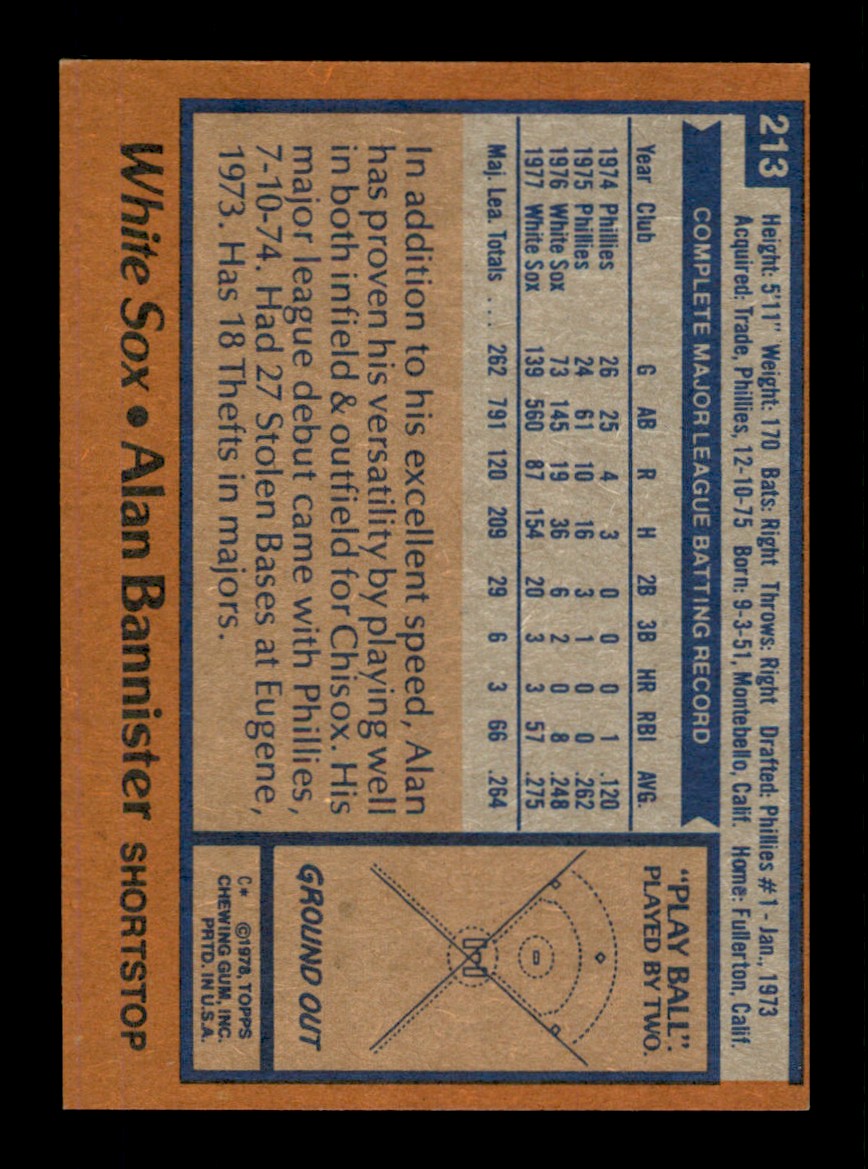 213
Height: 5'11" Weight: 170 Bats: Right Throws: Right Drafted: Phillies #1 - Jan., 1973
Acquired: Trade, Phillies, 12-10-75 Born: 9-3-51, Montebello, Calif. Home: Fullerton, Calif.
COMPLETE MAJOR LEAGUE BATTING RECORD
Year Club G AB R H 2B 3B HR RBI AVG.
1974 Phillies 26 25 4 3 0 0 0 1 .120
1975 Phillies 24 61 10 16 3 1 0 0 .262
1976 White Sox 73 145 19 36 6 2 0 8 .248
1977 White Sox 139 560 87 154 20 3 3 57 .275
Maj. Lea. Totals . . . 262 791 120 209 29 6 3 66 .264
In addition to his excellent speed, Alan
has proven his versatility by playing well
in both infield & outfield for Chisox. His
major league debut came with Phillies,
7-10-74. Had 27 Stolen Bases at Eugene,
1973. Has 18 Thefts in majors.
"PLAY BALL":
PLAYED BY TWO.
GROUND OUT
C* ©1978, TOPPS
CHEWING GUM, INC.
PRTD. IN U.S.A.
White Sox • Alan Bannister SHORTSTOP